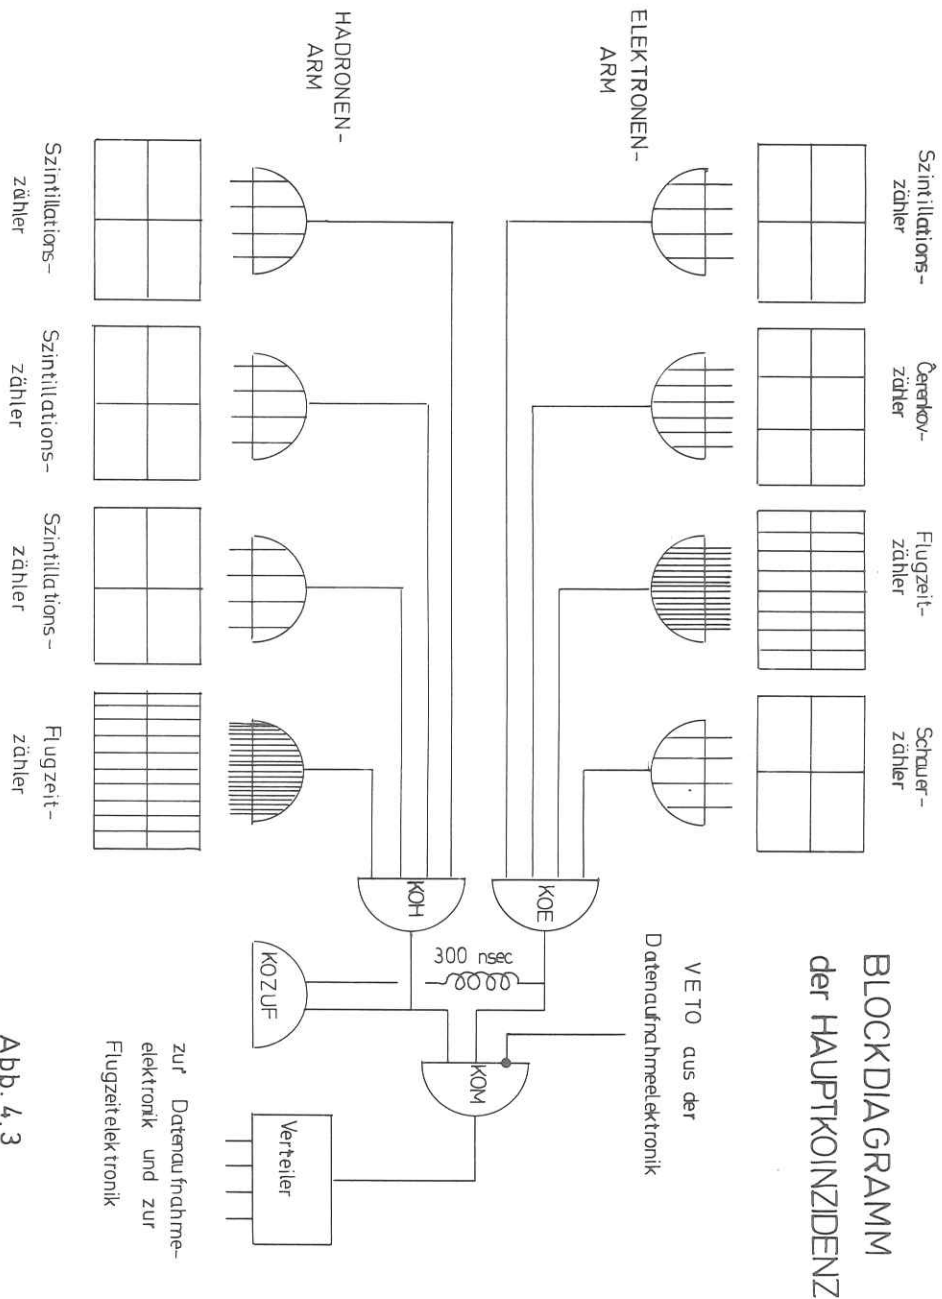 BLOCKDIAGRAMM
der HAUPTKOINZIDENZ
Szintillations-
zähler
Čerenkov-
zähler
Flugzeit-
zähler
Schauer-
zähler
ELEKTRONEN-
ARM
VETO aus der
Datenaufnahmeelektronik
KOE
300 nsec
KOM
KOH
KOZUF
HADRONEN-
ARM
Verteiler
zur Datenaufnahme-
elektronik und zur
Flugzeitelektronik
Szintillations-
zähler
Szintillations-
zähler
Szintillations-
zähler
Flugzeit-
zähler
Abb. 4.3